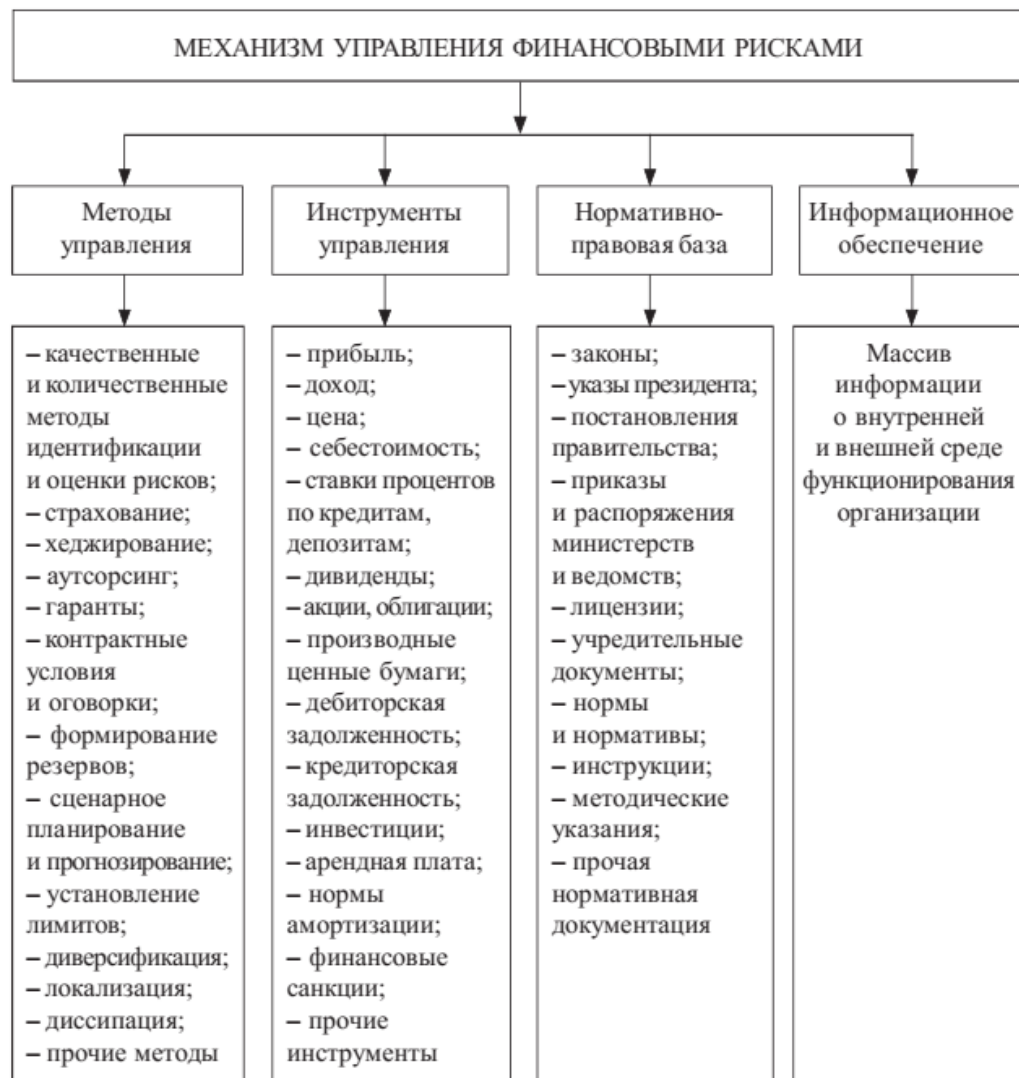 МЕХАНИЗМ УПРАВЛЕНИЯ ФИНАНСОВЫМИ РИСКАМИ
Методы
управления
Инструменты
управления
Нормативно-
правовая база
Информационное
обеспечение
– качественные
и количественные
методы
идентификации
и оценки рисков;
– страхование;
– хеджирование;
– аутсорсинг;
– гаранты;
– контрактные
условия
и оговорки;
– формирование
резервов;
– сценарное
планирование
и прогнозирование;
– установление
лимитов;
– диверсификация;
– локализация;
– диссипация;
– прочие методы
– прибыль;
– доход;
– цена;
– себестоимость;
– ставки процентов
по кредитам,
депозитам;
– дивиденды;
– акции, облигации;
– производные
ценные бумаги;
– дебиторская
задолженность;
– кредиторская
задолженность;
– инвестиции;
– арендная плата;
– нормы
амортизации;
– финансовые
санкции;
– прочие
инструменты
– законы;
– указы президента;
– постановления
правительства;
– приказы
и распоряжения
министерств
и ведомств;
– лицензии;
– учредительные
документы;
– нормы
и нормативы;
– инструкции;
– методические
указания;
– прочая
нормативная
документация
Массив
информации
о внутренней
и внешней среде
функционирования
организации